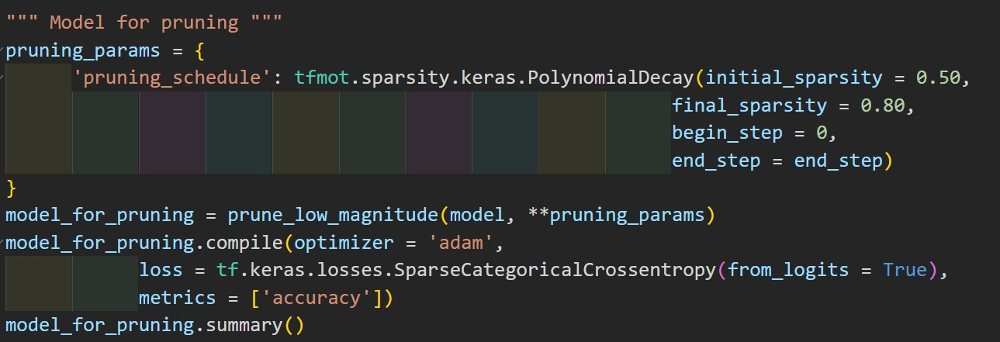 """ Model for pruning """
pruning_params = {
'pruning_schedule': tfmot.sparsity.keras.PolynomialDecay(initial_sparsity = 0.50,
final_sparsity = 0.80,
begin_step = 0,
end_step = end_step)
}
model_for_pruning = prune_low_magnitude(model, **pruning_params)
model_for_pruning.compile(optimizer = 'adam',
loss = tf.keras.losses.SparseCategoricalCrossentropy(from_logits = True),
metrics = ['accuracy'])
model_for_pruning.summary()